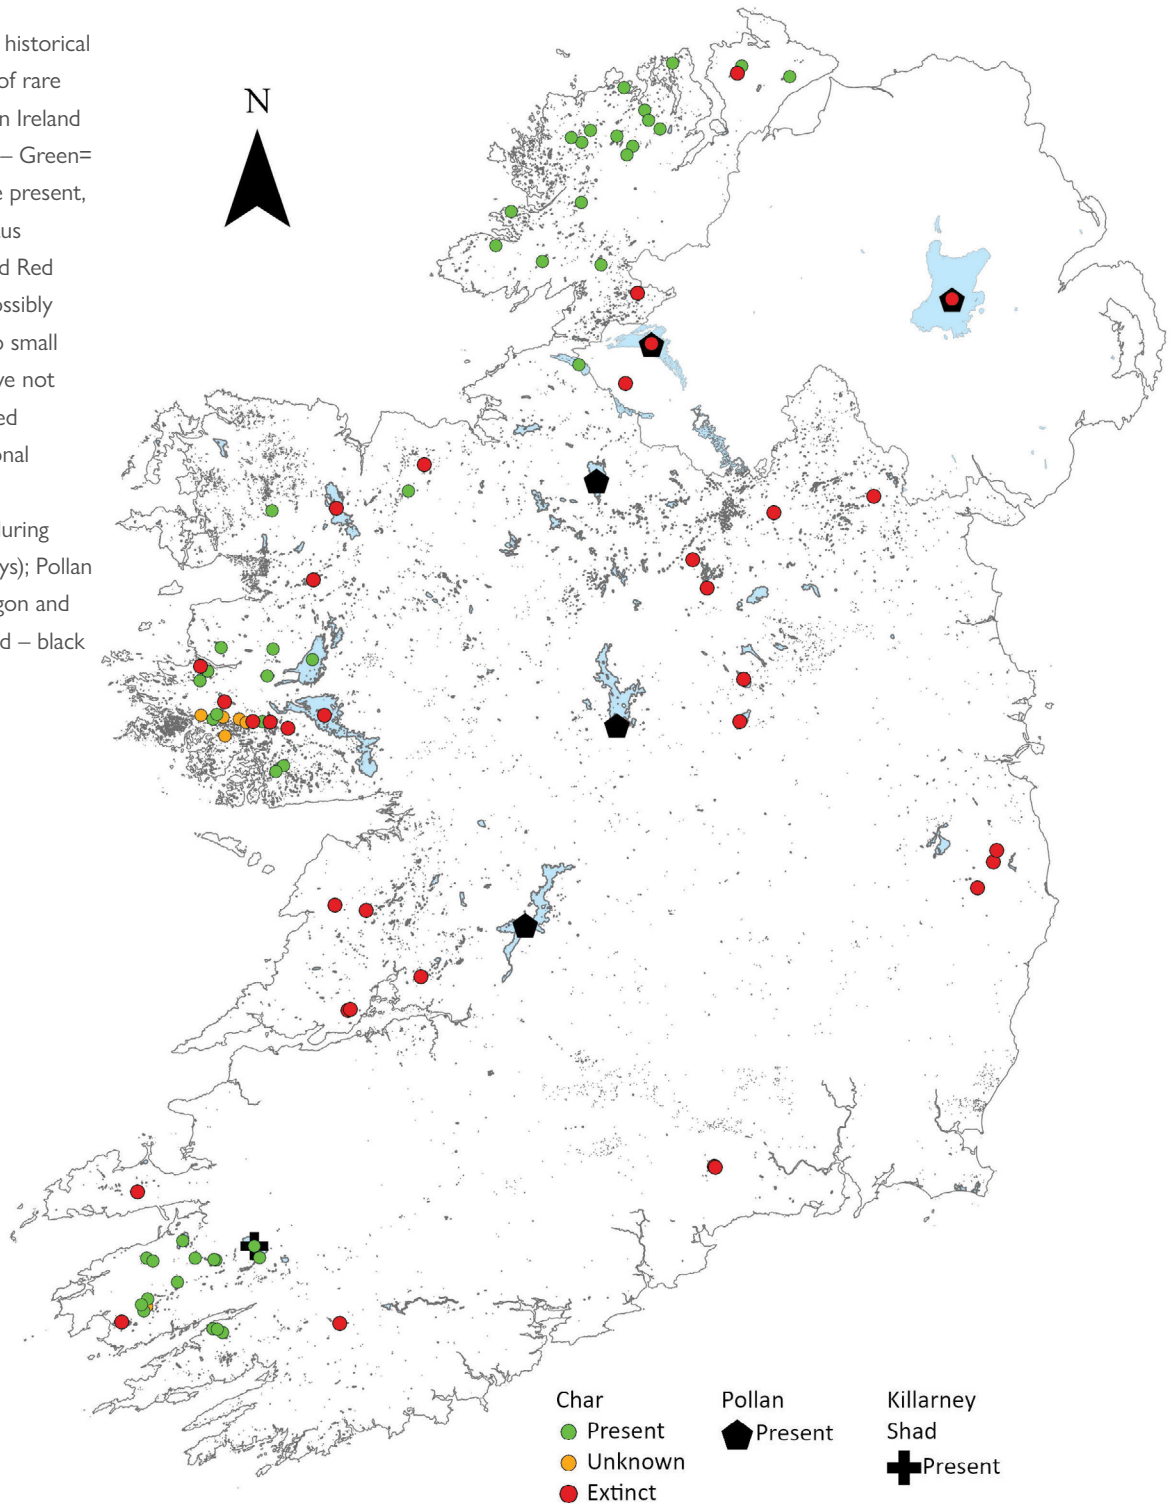 historical
of rare
n Ireland
– Green=
e present,
us
d Red
ossibly
o small
ve not
ed
onal
during
ys); Pollan
gon and
d – black
N
Char
Present
Unknown
Extinct
Pollan
Present
Killarney
Shad
Present